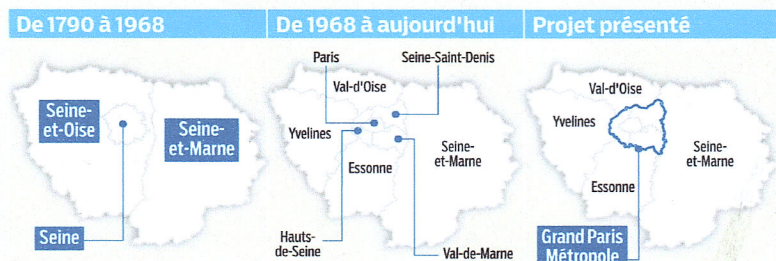 De 1790 à 1968
De 1968 à aujourd'hui
Projet présenté
Seine-
et-Oise
Seine-
et-Marne
Seine
Paris
Seine-Saint-Denis
Val-d'Oise
Yvelines
Seine-
et-Marne
Essonne
Hauts-
de-Seine
Val-de-Marne
Val-d'Oise
Yvelines
Seine-
et-Marne
Essonne
Grand Paris
Métropole